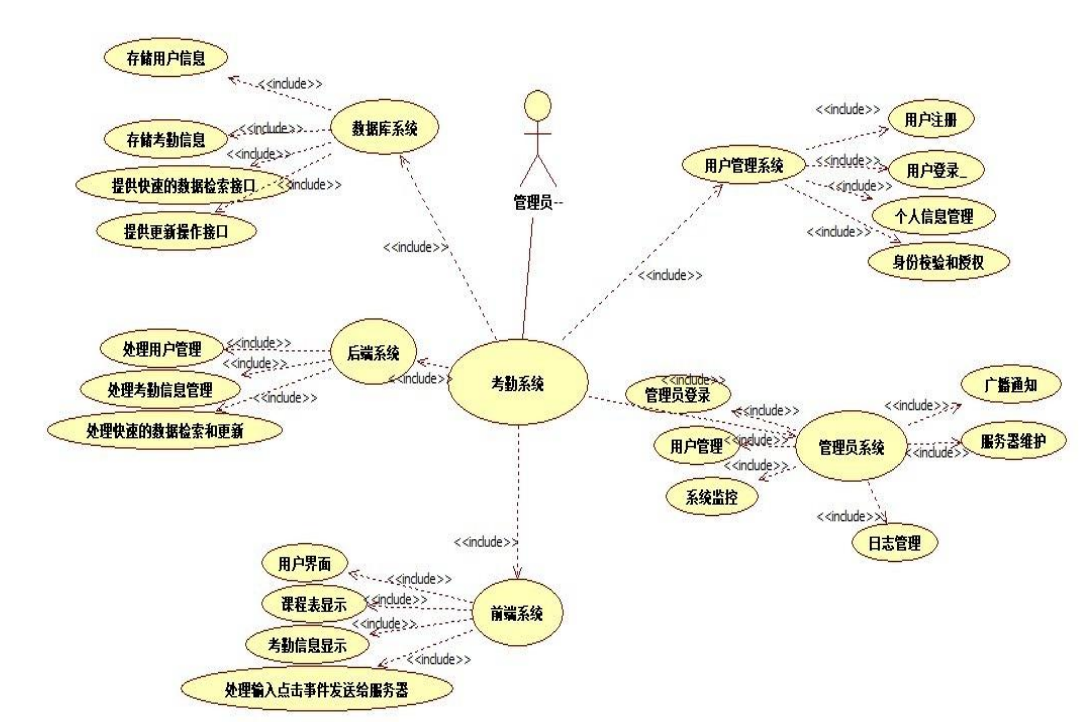 存储用户信息
<<include>>
存储考勤信息
<<include>>
数据库系统
<<include>>
提供快速的数据检索接口
<<include>>
提供更新操作接口
<<include>>
管理员--
用户管理系统
<<include>>
用户注册
<<include>>
用户登录_
<<include>>
个人信息管理
<<include>>
身份校验和授权
<<include>>
处理用户管理
<<include>>
后端系统
处理考勤信息管理
<<include>>
<<include>>
处理快速的数据检索和更新
<<include>>
考勤系统
<<include>>
管理员登录
<<include>>
用户管理
<<include>>
管理员系统
系统监控
<<include>>
广播通知
<<include>>
服务器维护
<<include>>
<<include>>
日志管理
<<include>>
用户界面
<<include>>
课程表显示
<<include>>
前端系统
考勤信息显示
<<include>>
<<include>>
处理输入点击事件发送给服务器